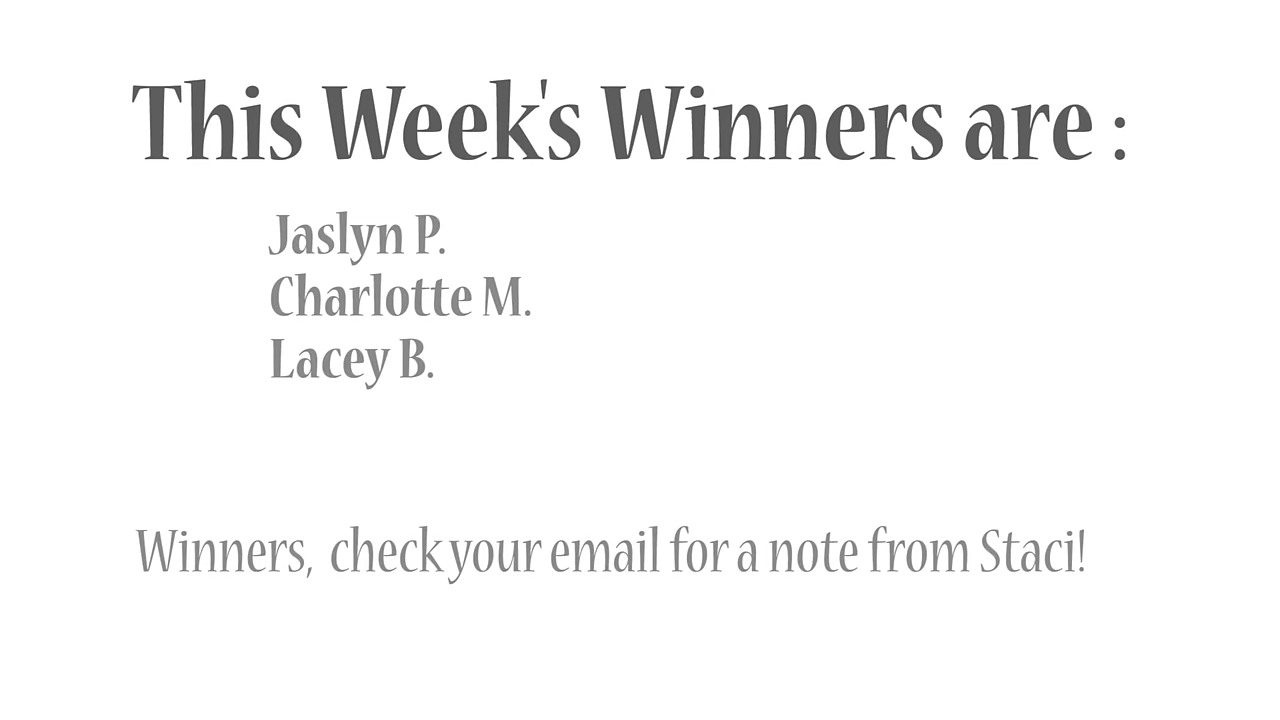 This Week's Winners are :
Jaslyn P.
Charlotte M.
Lacey B.
Winners, check your email for a note from Staci!